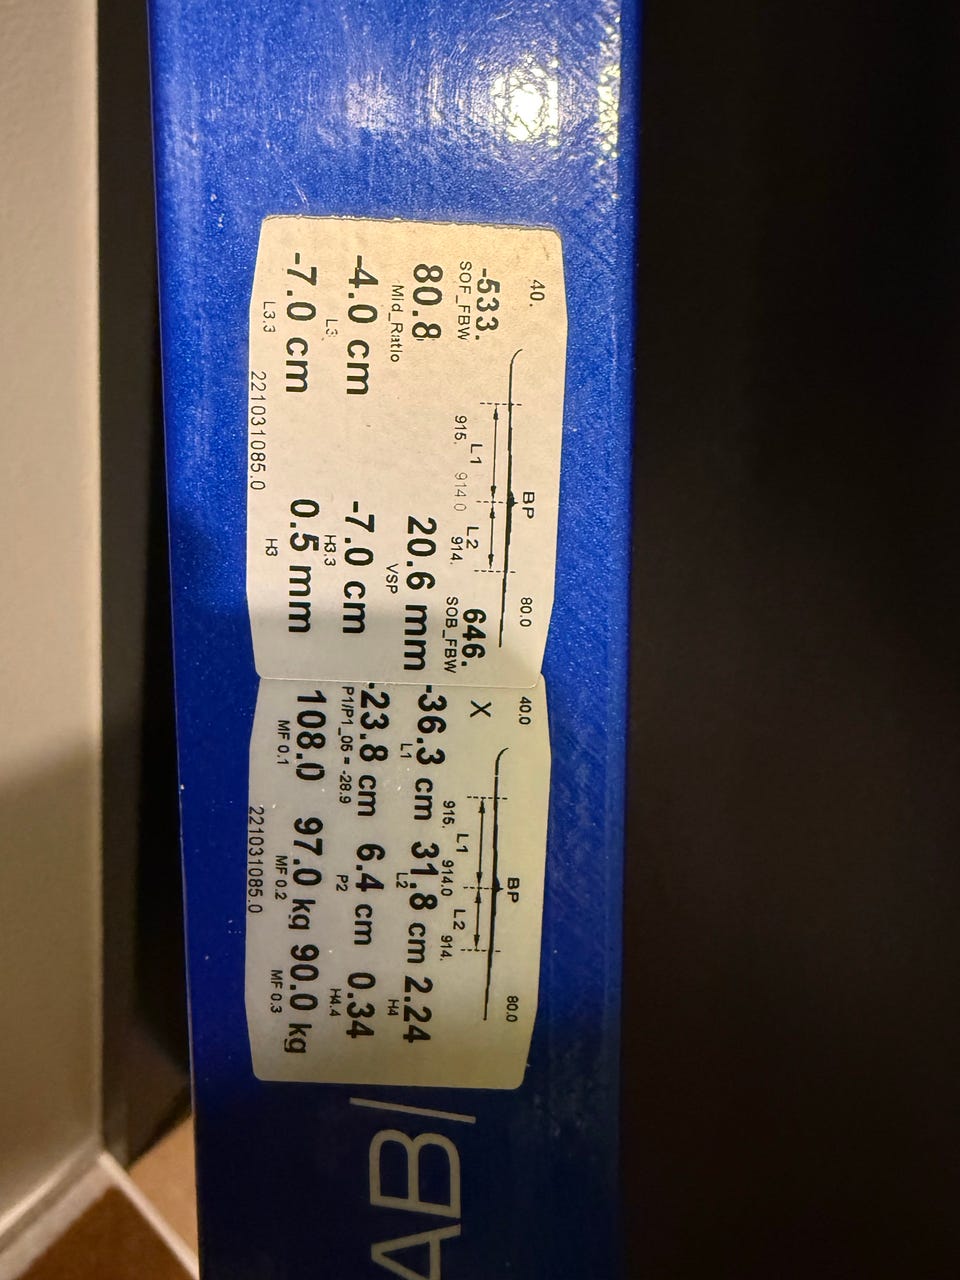 40. BP 80.0
L1 L2
915. 914.0 914.
-533. 646.
SOF_FBW SOB_FBW
80.8 20.6 mm
Mid_Ratio VSP
-4.0 cm -7.0 cm
L3. H3.3
-7.0 cm 0.5 mm
L3.3 H3
221031085.0
40.0 BP 80.0
X
L1 L2
915. 914.0 914.
-36.3 cm 31.8 cm 2.24
L1 L2 H4
-23.8 cm 6.4 cm 0.34
P1/P1_05 = -28.9 P2 H4.4
108.0 97.0 kg 90.0 kg
MF 0.1 MF 0.2 MF 0.3
221031085.0
AB